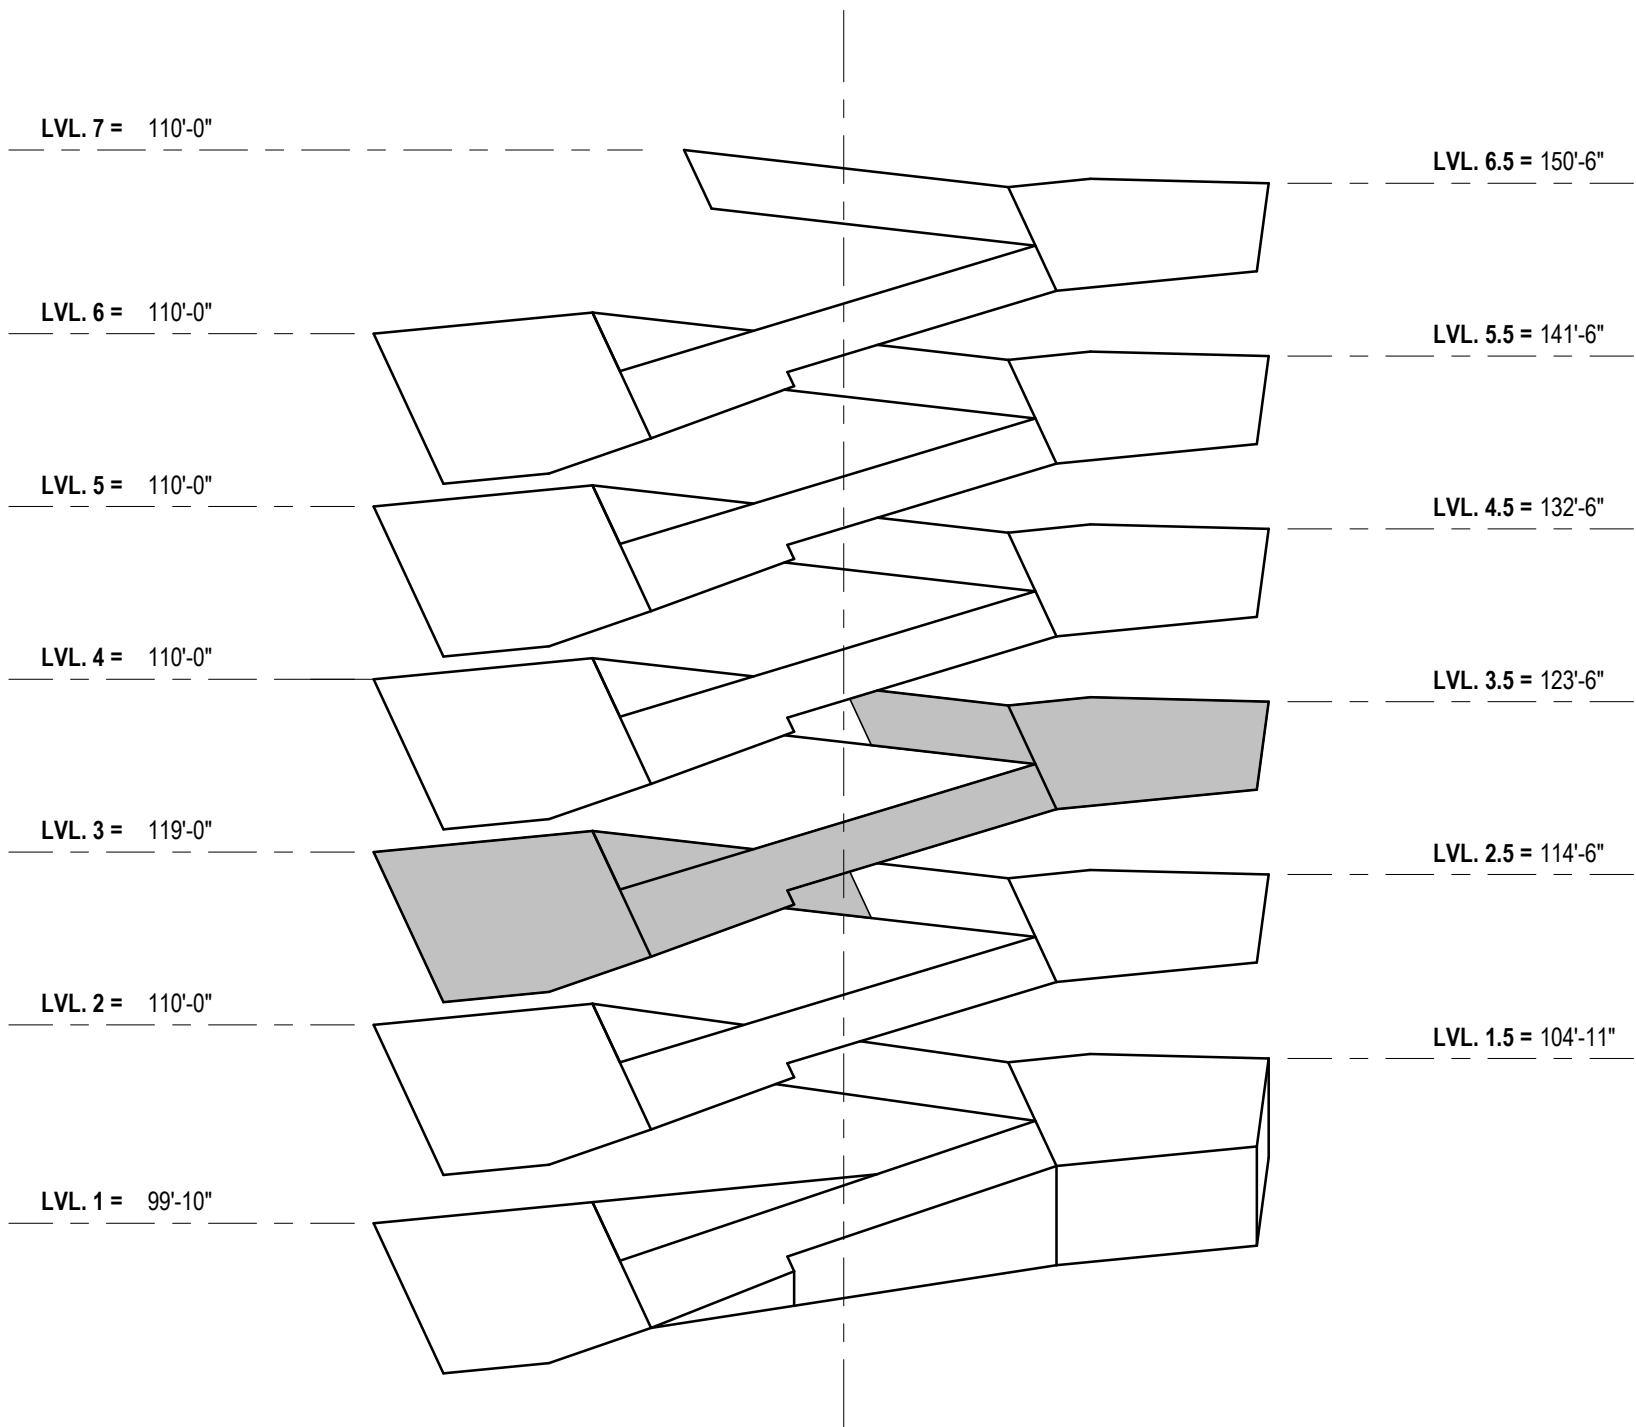 LVL. 7 = 110'-0"
LVL. 6.5 = 150'-6"
LVL. 6 = 110'-0"
LVL. 5.5 = 141'-6"
LVL. 5 = 110'-0"
LVL. 4.5 = 132'-6"
LVL. 4 = 110'-0"
LVL. 3.5 = 123'-6"
LVL. 3 = 119'-0"
LVL. 2.5 = 114'-6"
LVL. 2 = 110'-0"
LVL. 1.5 = 104'-11"
LVL. 1 = 99'-10"